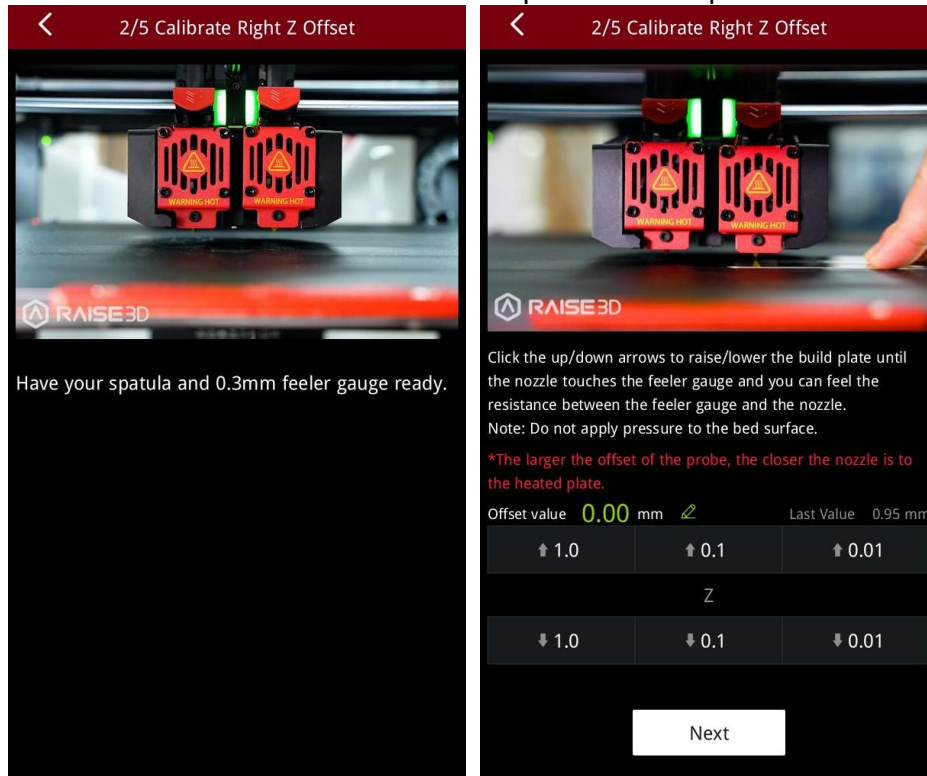 2/5 Calibrate Right Z Offset
WARNING HOT
WARNING HOT
RAISE3D
Have your spatula and 0.3mm feeler gauge ready.
2/5 Calibrate Right Z Offset
WARNING HOT
WARNING HOT
RAISE3D
Click the up/down arrows to raise/lower the build plate until
the nozzle touches the feeler gauge and you can feel the
resistance between the feeler gauge and the nozzle.
Note: Do not apply pressure to the bed surface.
*The larger the offset of the probe, the closer the nozzle is to
the heated plate.
Offset value 0.00 mm Last Value 0.95 mm
⬆ 1.0 ⬆ 0.1 ⬆ 0.01
Z
⬇ 1.0 ⬇ 0.1 ⬇ 0.01
Next